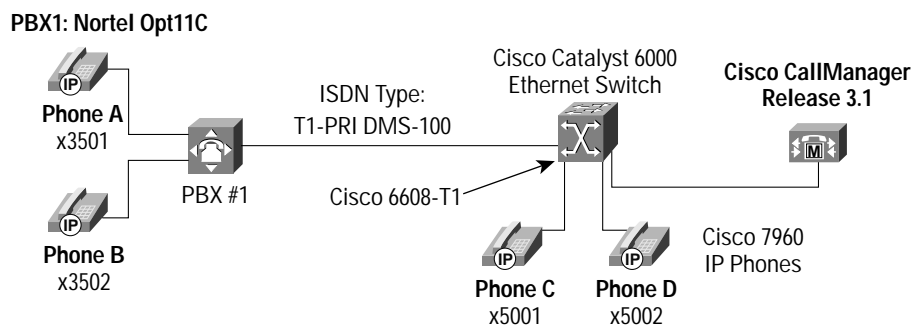 PBX1: Nortel Opt11C
IP
Phone A
x3501
IP
Phone B
x3502
PBX #1
ISDN Type:
T1-PRI DMS-100
Cisco 6608-T1
Cisco Catalyst 6000
Ethernet Switch
Cisco CallManager
Release 3.1
M
IP
Phone C
x5001
IP
Phone D
x5002
Cisco 7960
IP Phones